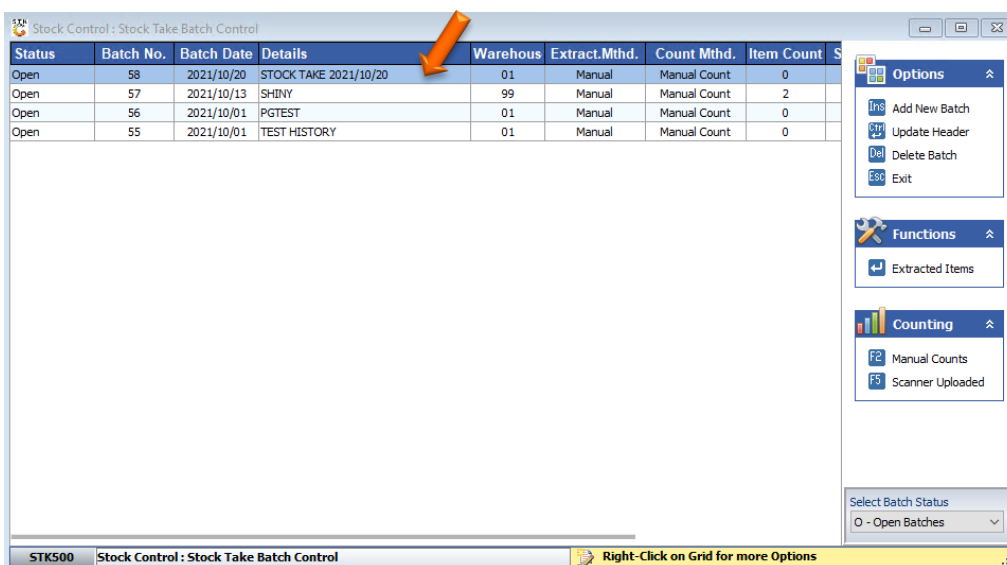 Stock Control : Stock Take Batch Control
Status Batch No. Batch Date Details Warehous Extract.Mthd. Count Mthd. Item Count S
Open 58 2021/10/20 STOCK TAKE 2021/10/20 01 Manual Manual Count 0
Open 57 2021/10/13 SHINY 99 Manual Manual Count 2
Open 56 2021/10/01 PGTEST 01 Manual Manual Count 0
Open 55 2021/10/01 TEST HISTORY 01 Manual Manual Count 0
Options
Ins Add New Batch
Ctrl Update Header
Del Delete Batch
Esc Exit
Functions
Extracted Items
Counting
F2 Manual Counts
F5 Scanner Uploaded
Select Batch Status
O - Open Batches
STK500 Stock Control : Stock Take Batch Control Right-Click on Grid for more Options